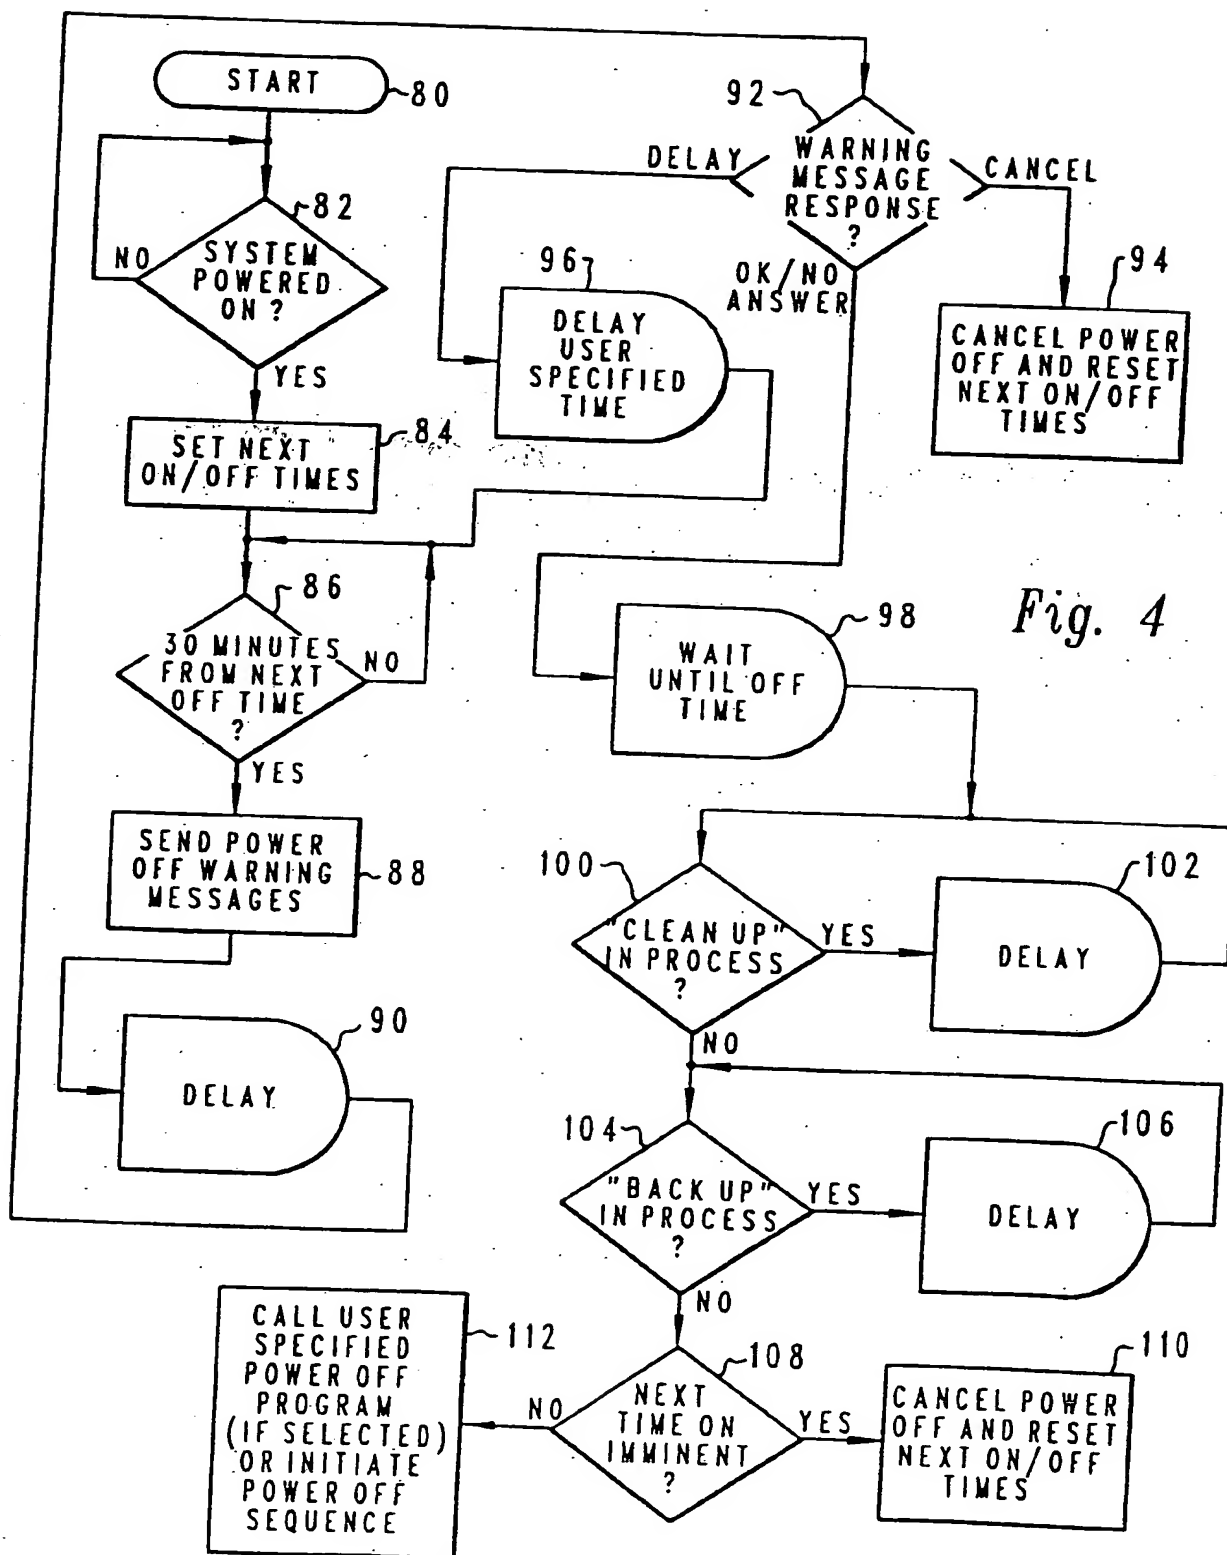 START
80
82
SYSTEM
POWERED
ON ?
NO
YES
84
SET NEXT
ON/OFF TIMES
86
30 MINUTES
FROM NEXT
OFF TIME
?
NO
YES
SEND POWER
OFF WARNING
MESSAGES
88
90
DELAY
92
WARNING
MESSAGE
RESPONSE
?
DELAY
CANCEL
OK/NO
ANSWER
94
CANCEL POWER
OFF AND RESET
NEXT ON/OFF
TIMES
96
DELAY
USER
SPECIFIED
TIME
Fig. 4
98
WAIT
UNTIL OFF
TIME
100
"CLEAN UP"
IN PROCESS
?
YES
NO
102
DELAY
104
"BACK UP"
IN PROCESS
?
YES
NO
106
DELAY
108
NEXT
TIME ON
IMMINENT
?
NO
YES
110
CANCEL POWER
OFF AND RESET
NEXT ON/OFF
TIMES
112
CALL USER
SPECIFIED
POWER OFF
PROGRAM
(IF SELECTED)
OR INITIATE
POWER OFF
SEQUENCE